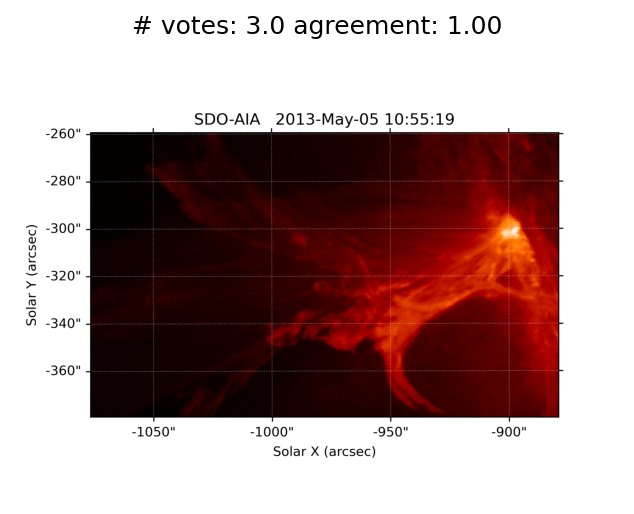 # votes: 3.0 agreement: 1.00
SDO-AIA   2013-May-05 10:55:19
-260"
-280"
-300"
-320"
-340"
-360"
Solar Y (arcsec)
-1050" -1000" -950" -900"
Solar X (arcsec)